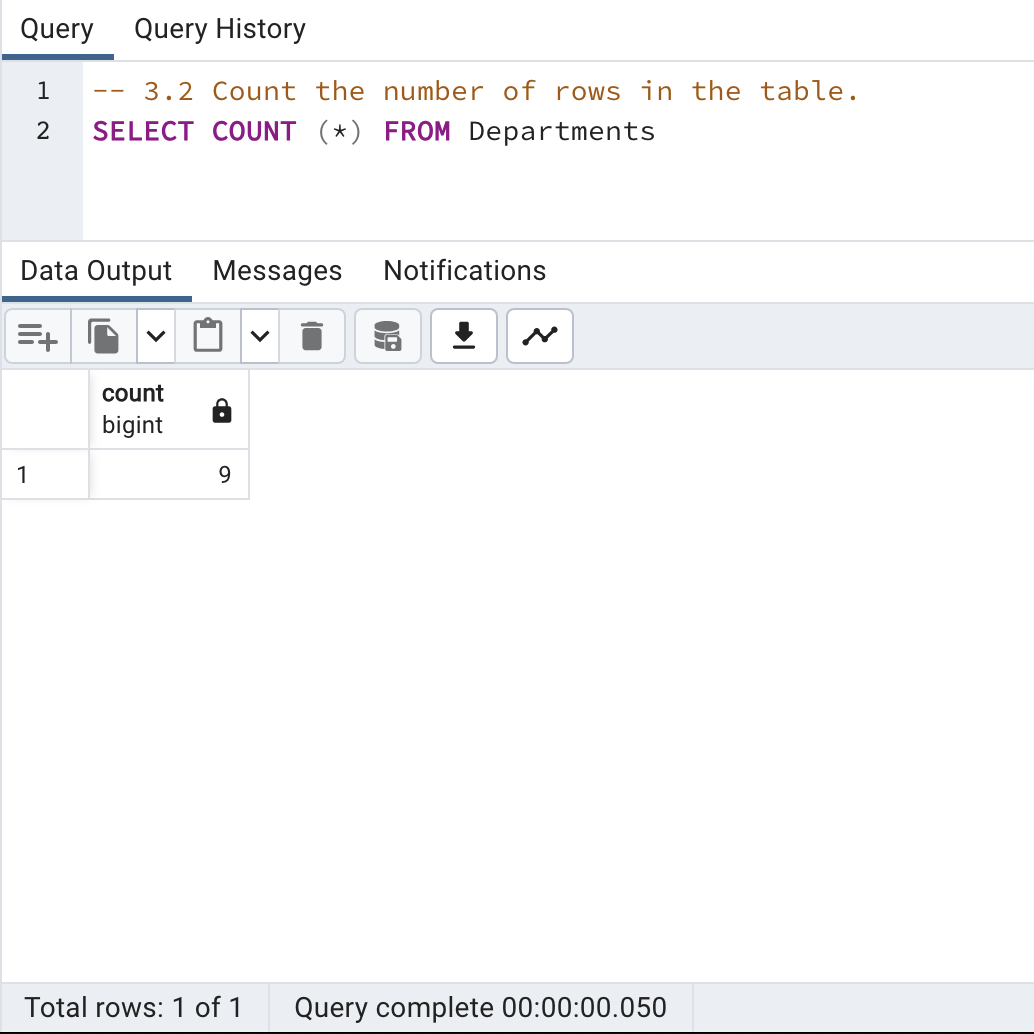 Query Query History
1 -- 3.2 Count the number of rows in the table.
2 SELECT COUNT (*) FROM Departments
Data Output Messages Notifications
count
bigint
1 9
Total rows: 1 of 1 Query complete 00:00:00.050